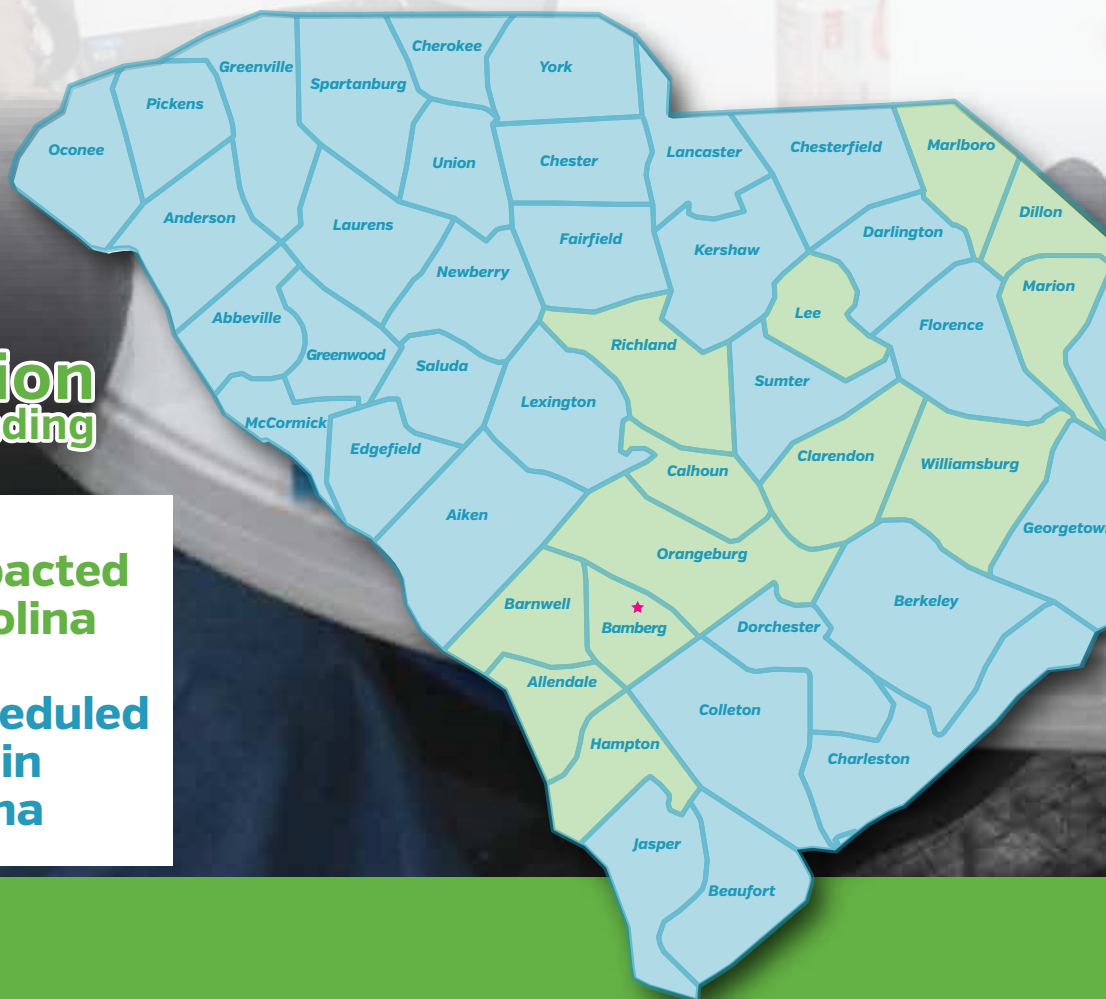 Cherokee
Greenville
York
Spartanburg
Pickens
Oconee
Union
Chester
Lancaster
Chesterfield
Marlboro
Anderson
Laurens
Fairfield
Kershaw
Darlington
Dillon
Newberry
Marion
Abbeville
Lee
Florence
Greenwood
Richland
Saluda
Sumter
ion
ding
Lexington
McCormick
Edgefield
Calhoun
Clarendon
Williamsburg
Aiken
Georgetow
Orangeburg
pacted
olina
Barnwell
Bamberg
Dorchester
Berkeley
Allendale
eduled
in
na
Colleton
Hampton
Charleston
Jasper
Beaufort